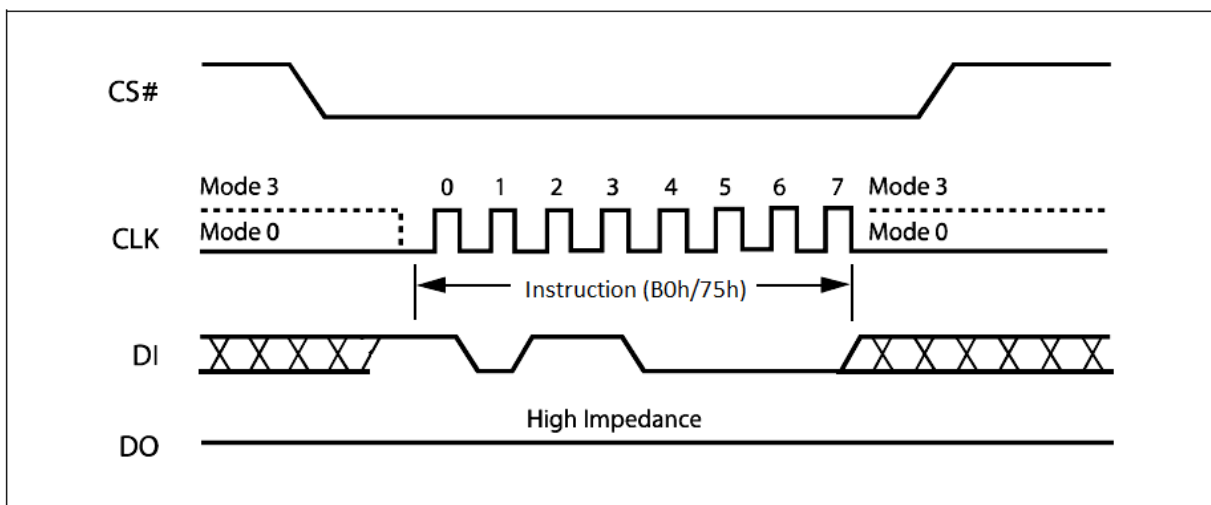 CS#
Mode 3 0 1 2 3 4 5 6 7 Mode 3
CLK Mode 0 Mode 0
Instruction (B0h/75h)
DI
High Impedance
DO